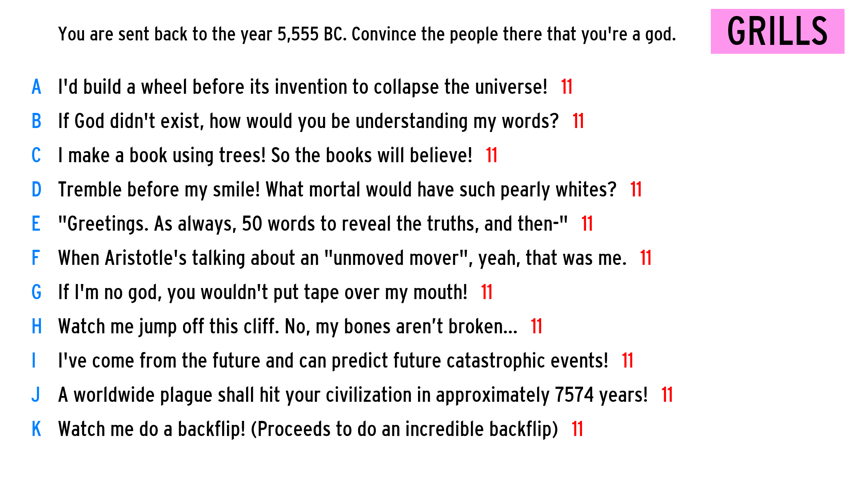 You are sent back to the year 5,555 BC. Convince the people there that you're a god.
GRILLS
A I'd build a wheel before its invention to collapse the universe! 11
B If God didn't exist, how would you be understanding my words? 11
C I make a book using trees! So the books will believe! 11
D Tremble before my smile! What mortal would have such pearly whites? 11
E "Greetings. As always, 50 words to reveal the truths, and then-" 11
F When Aristotle's talking about an "unmoved mover", yeah, that was me. 11
G If I'm no god, you wouldn't put tape over my mouth! 11
H Watch me jump off this cliff. No, my bones aren’t broken... 11
I I've come from the future and can predict future catastrophic events! 11
J A worldwide plague shall hit your civilization in approximately 7574 years! 11
K Watch me do a backflip! (Proceeds to do an incredible backflip) 11